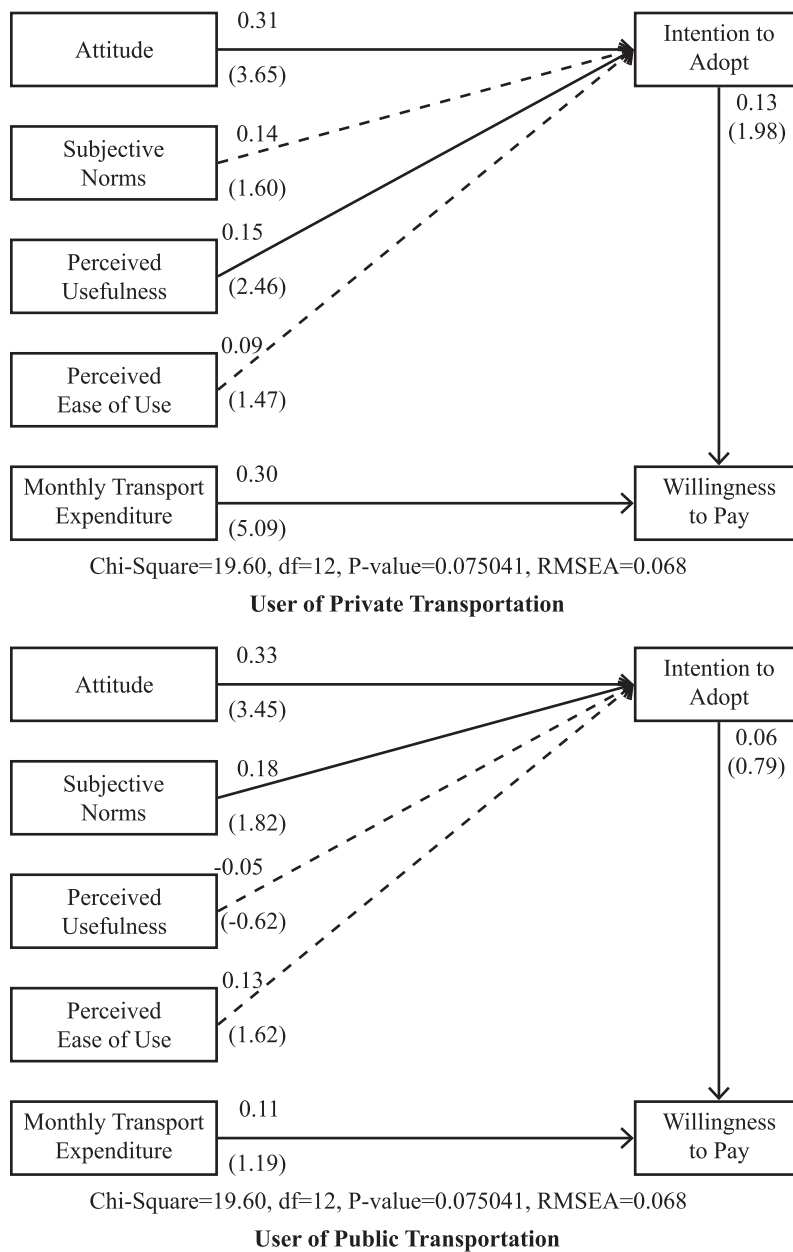 0.31
Attitude
(3.65)
Intention to
Adopt
0.13
(1.98)
0.14
Subjective
Norms
(1.60)
0.15
Perceived
Usefulness
(2.46)
0.09
Perceived
Ease of Use
(1.47)
0.30
Monthly Transport
Expenditure
(5.09)
Willingness
to Pay
Chi-Square=19.60, df=12, P-value=0.075041, RMSEA=0.068
User of Private Transportation
0.33
Attitude
(3.45)
Intention to
Adopt
0.06
(0.79)
0.18
Subjective
Norms
(1.82)
-0.05
Perceived
Usefulness
(-0.62)
0.13
Perceived
Ease of Use
(1.62)
0.11
Monthly Transport
Expenditure
(1.19)
Willingness
to Pay
Chi-Square=19.60, df=12, P-value=0.075041, RMSEA=0.068
User of Public Transportation